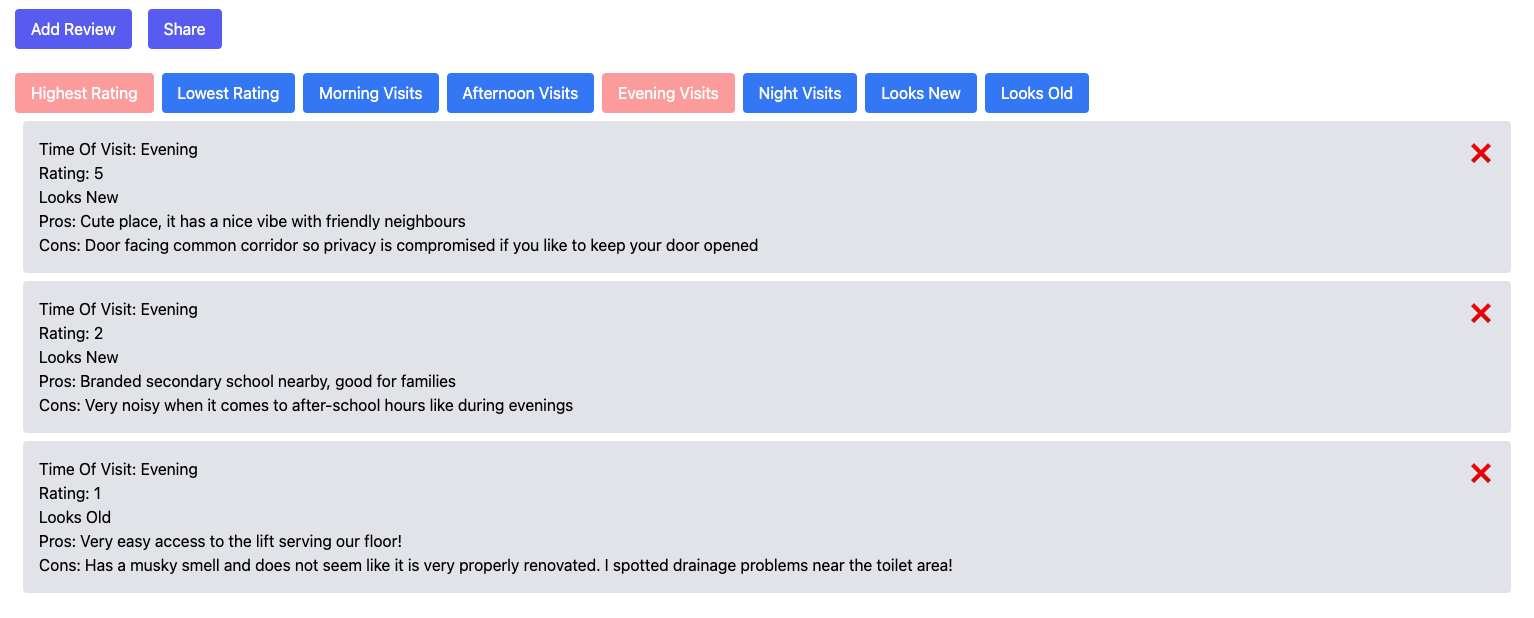 Add Review Share
Highest Rating Lowest Rating Morning Visits Afternoon Visits Evening Visits Night Visits Looks New Looks Old
Time Of Visit: Evening
Rating: 5
Looks New
Pros: Cute place, it has a nice vibe with friendly neighbours
Cons: Door facing common corridor so privacy is compromised if you like to keep your door opened
Time Of Visit: Evening
Rating: 2
Looks New
Pros: Branded secondary school nearby, good for families
Cons: Very noisy when it comes to after-school hours like during evenings
Time Of Visit: Evening
Rating: 1
Looks Old
Pros: Very easy access to the lift serving our floor!
Cons: Has a musky smell and does not seem like it is very properly renovated. I spotted drainage problems near the toilet area!